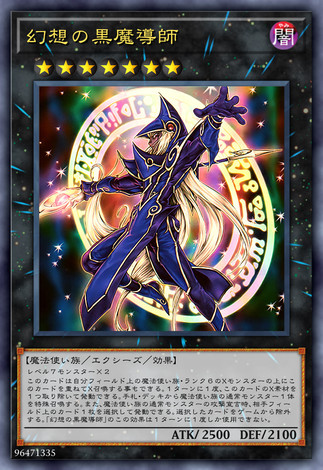 幻想の黒魔導師
闇
やみ
【魔法使い族／エクシーズ／効果】
レベル７モンスター×２
このカードは自分フィールド上の魔法使い族・ランク６のXモンスターの上にこ
のカードを重ねてX召喚する事もできる。１ターンに１度、このカードのX素材を
１つ取り除いて発動できる。手札・デッキから魔法使い族の通常モンスター１体
を特殊召喚する。また、魔法使い族の通常モンスターの攻撃宣言時、相手フィー
ルド上のカード１枚を選択して発動できる。選択したカードをゲームから除外
する。「幻想の黒魔導師」のこの効果は１ターンに１度しか使用できない。
ATK/ 2500 DEF/ 2100
96471335